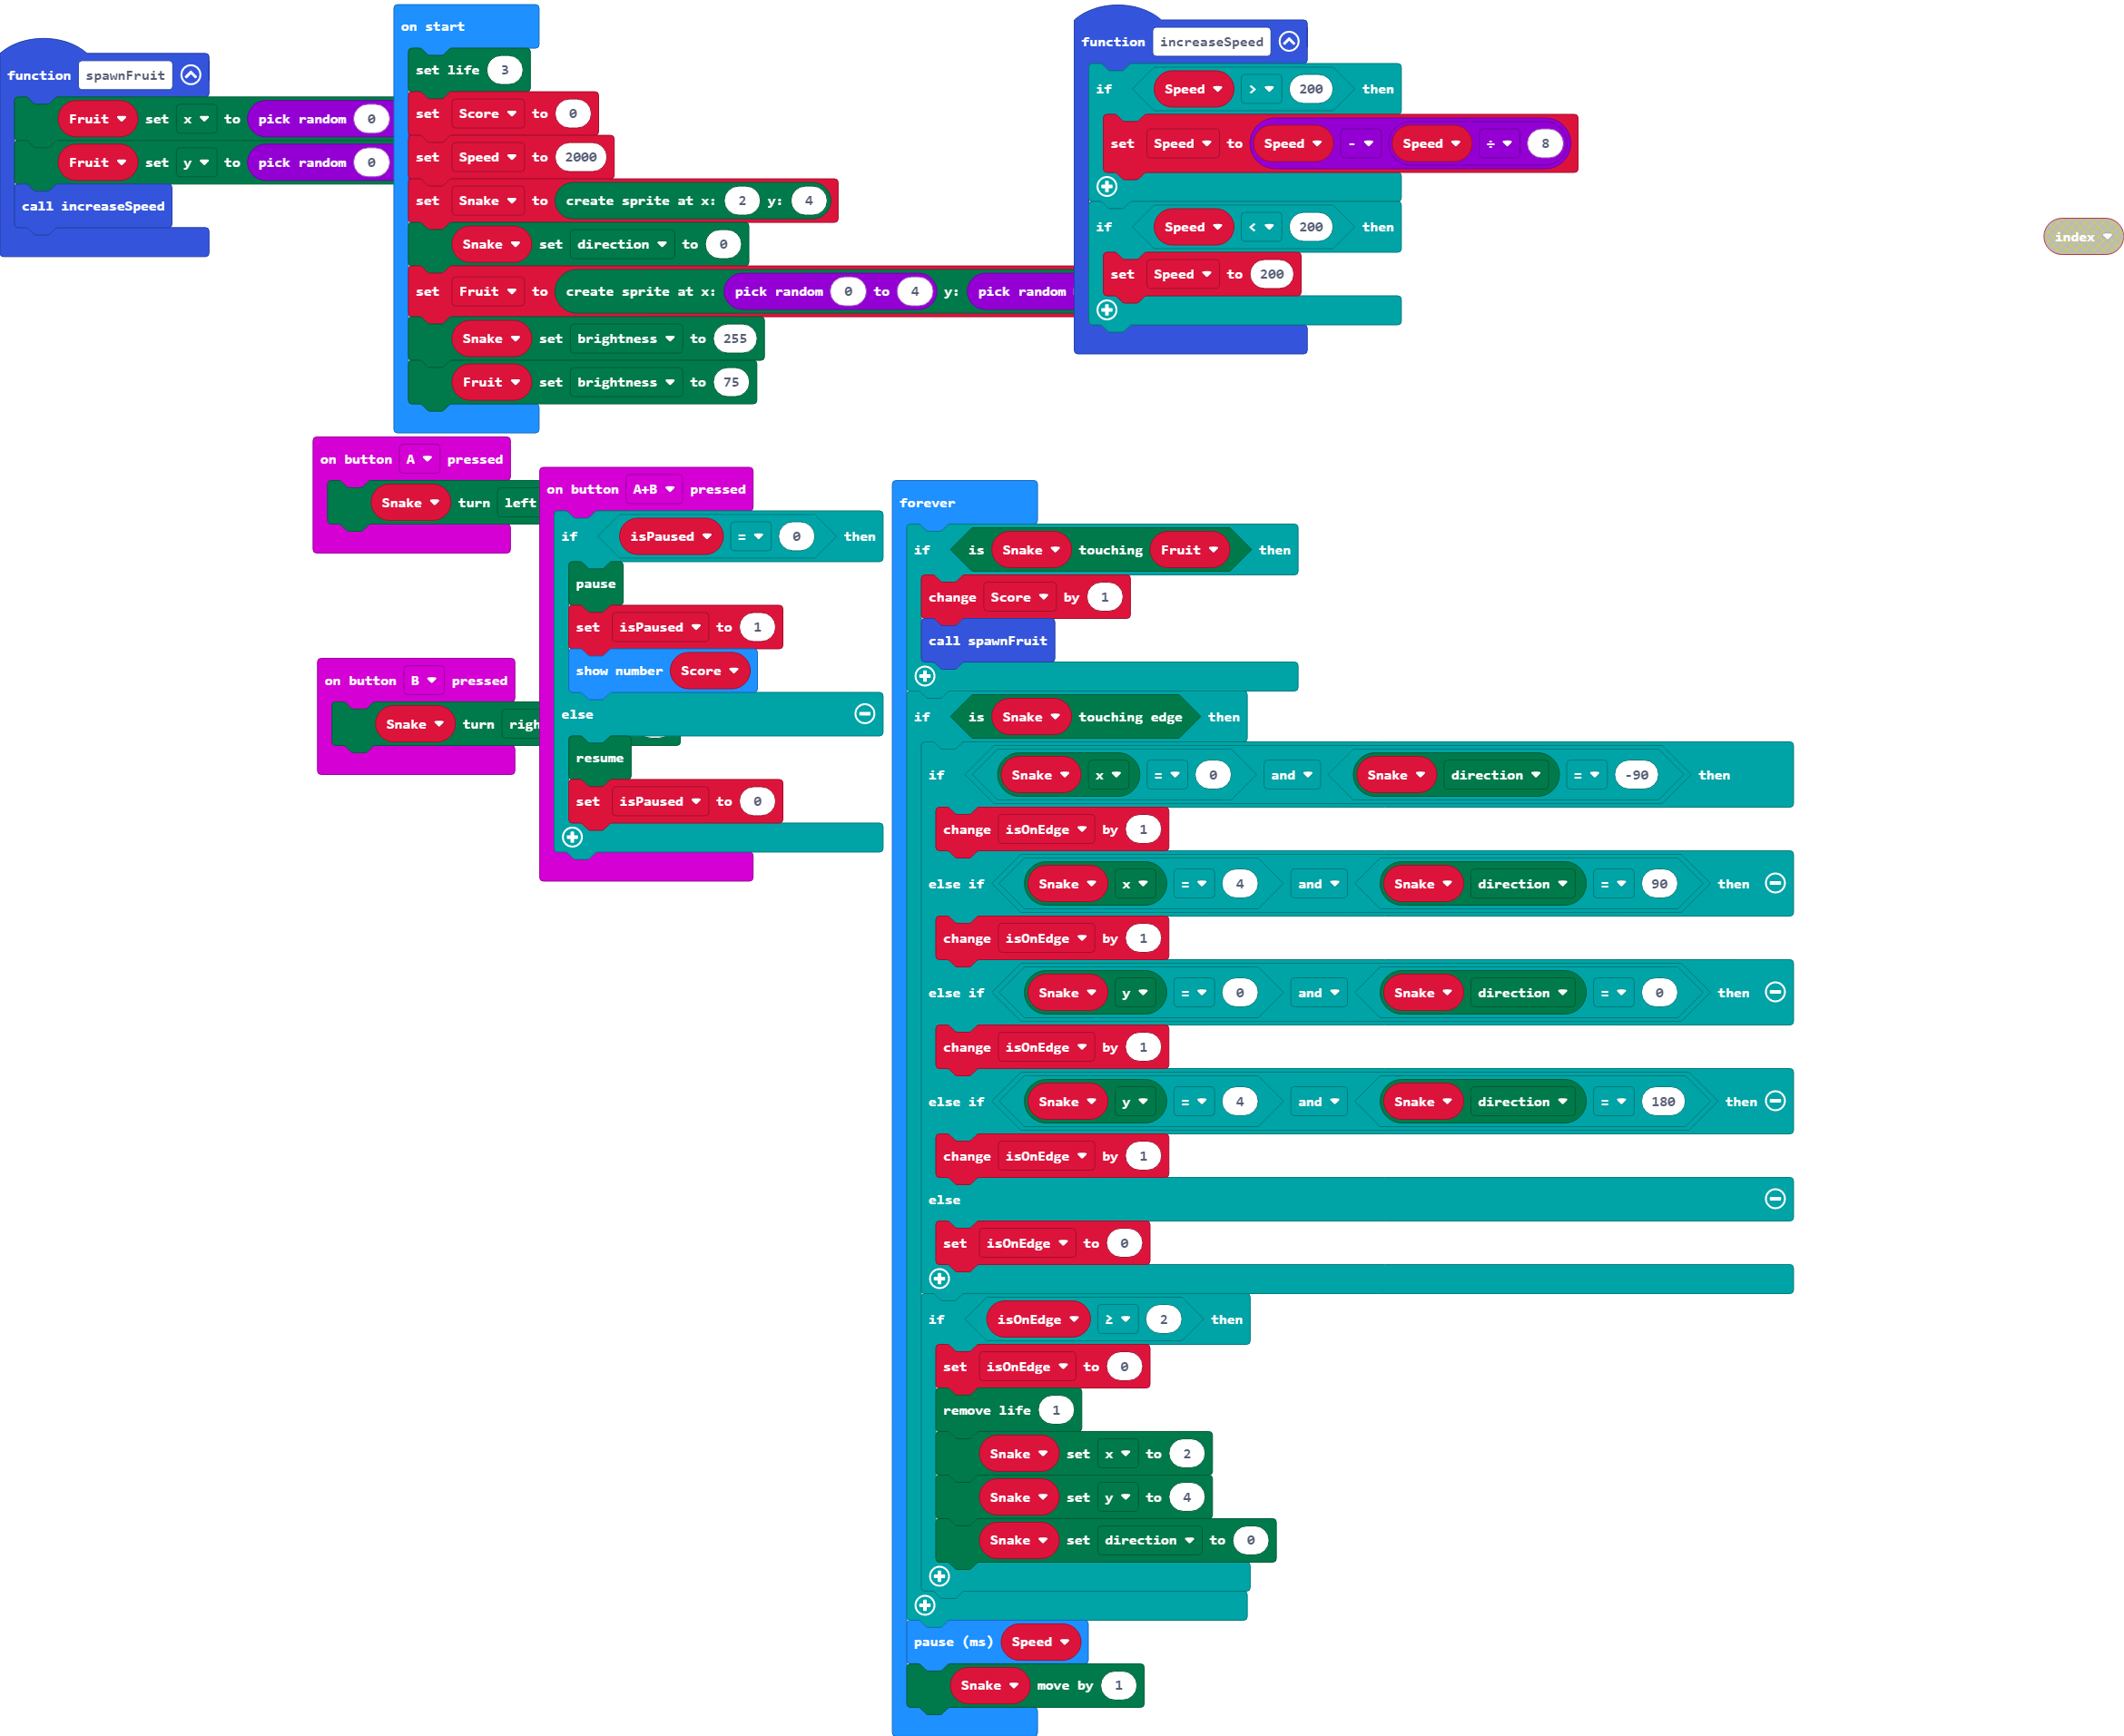 function spawnFruit
Fruit set x to pick random 0
Fruit set y to pick random 0
call increaseSpeed
on start
set life 3
set Score to 0
set Speed to 2000
set Snake to create sprite at x: 2 y: 4
Snake set direction to 0
set Fruit to create sprite at x: pick random 0 to 4 y: pick random
Snake set brightness to 255
Fruit set brightness to 75
function increaseSpeed
if Speed > 200 then
set Speed to Speed - Speed ÷ 8
if Speed < 200 then
set Speed to 200
index
on button A pressed
Snake turn left
on button B pressed
Snake turn righ
on button A+B pressed
if isPaused = 0 then
pause
set isPaused to 1
show number Score
else
resume
set isPaused to 0
forever
if is Snake touching Fruit then
change Score by 1
call spawnFruit
if is Snake touching edge then
if Snake x = 0 and Snake direction = -90 then
change isOnEdge by 1
else if Snake x = 4 and Snake direction = 90 then
change isOnEdge by 1
else if Snake y = 0 and Snake direction = 0 then
change isOnEdge by 1
else if Snake y = 4 and Snake direction = 180 then
change isOnEdge by 1
else
set isOnEdge to 0
if isOnEdge ≥ 2 then
set isOnEdge to 0
remove life 1
Snake set x to 2
Snake set y to 4
Snake set direction to 0
pause (ms) Speed
Snake move by 1